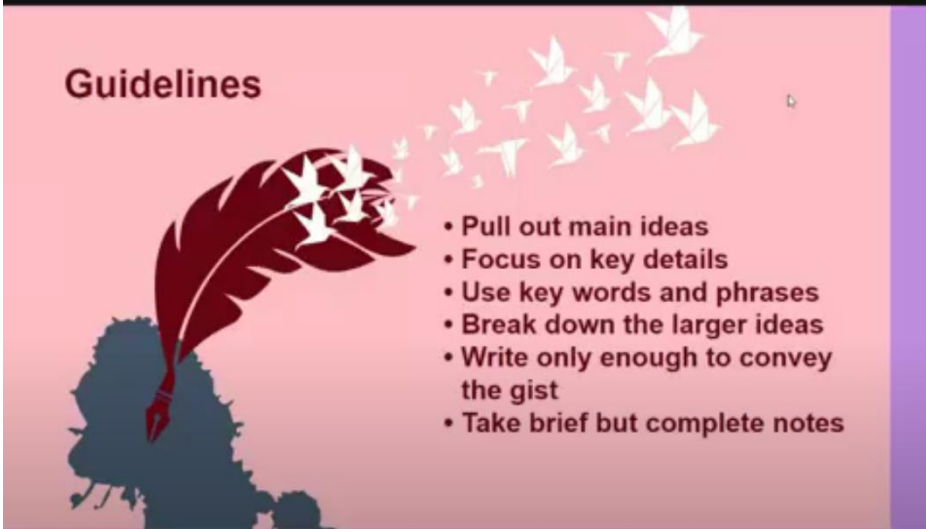 Guidelines
• Pull out main ideas
• Focus on key details
• Use key words and phrases
• Break down the larger ideas
• Write only enough to convey
the gist
• Take brief but complete notes